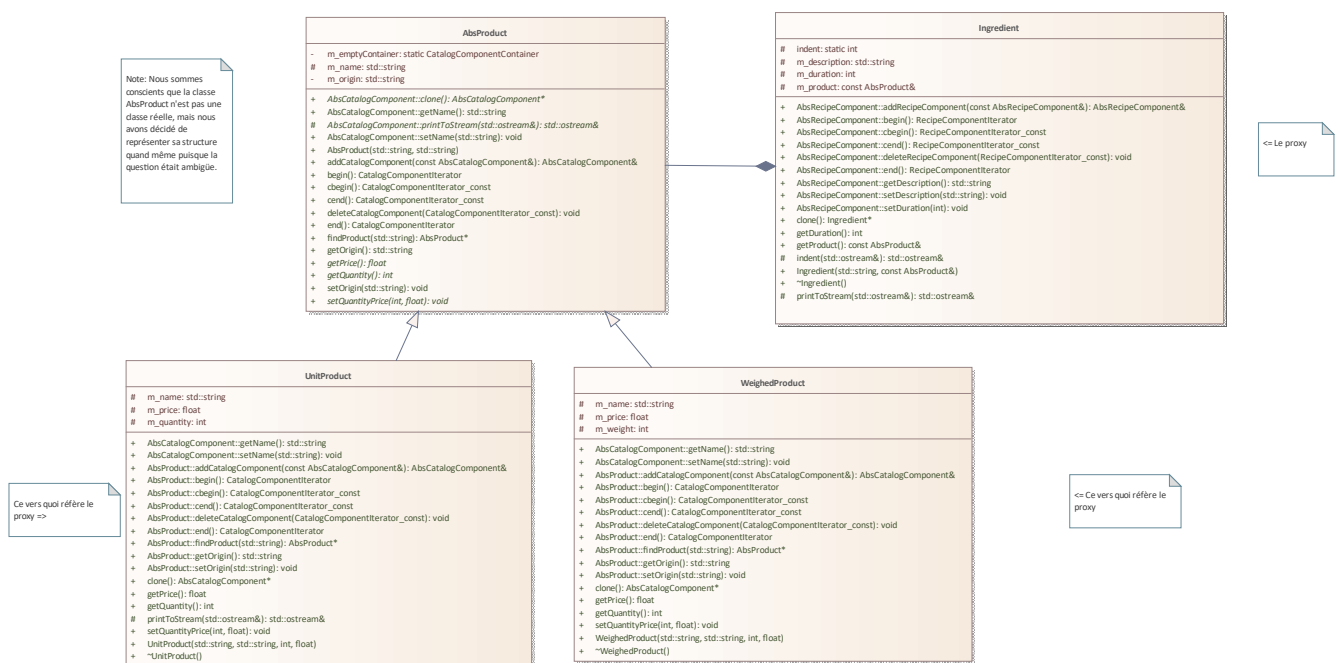 Note: Nous sommes
conscients que la classe
AbsProduct n'est pas une
classe réelle, mais nous
avons décidé de
représenter sa structure
quand même puisque la
question était ambigüe.
AbsProduct
- m_emptyContainer: static CatalogComponentContainer
# m_name: std::string
- m_origin: std::string
+ AbsCatalogComponent::clone(): AbsCatalogComponent*
+ AbsCatalogComponent::getName(): std::string
# AbsCatalogComponent::printToStream(std::ostream&): std::ostream&
+ AbsCatalogComponent::setName(std::string): void
+ AbsProduct(std::string, std::string)
+ addCatalogComponent(const AbsCatalogComponent&): AbsCatalogComponent&
+ begin(): CatalogComponentIterator
+ cbegin(): CatalogComponentIterator_const
+ cend(): CatalogComponentIterator_const
+ deleteCatalogComponent(CatalogComponentIterator_const): void
+ end(): CatalogComponentIterator
+ findProduct(std::string): AbsProduct*
+ getOrigin(): std::string
+ getPrice(): float
+ getQuantity(): int
+ setOrigin(std::string): void
+ setQuantityPrice(int, float): void
Ingredient
# indent: static int
# m_description: std::string
# m_duration: int
# m_product: const AbsProduct&
+ AbsRecipeComponent::addRecipeComponent(const AbsRecipeComponent&): AbsRecipeComponent&
+ AbsRecipeComponent::begin(): RecipeComponentIterator
+ AbsRecipeComponent::cbegin(): RecipeComponentIterator_const
+ AbsRecipeComponent::cend(): RecipeComponentIterator_const
+ AbsRecipeComponent::deleteRecipeComponent(RecipeComponentIterator_const): void
+ AbsRecipeComponent::end(): RecipeComponentIterator
+ AbsRecipeComponent::getDescription(): std::string
+ AbsRecipeComponent::setDescription(std::string): void
+ AbsRecipeComponent::setDuration(int): void
+ clone(): Ingredient*
+ getDuration(): int
+ getProduct(): const AbsProduct&
# indent(std::ostream&): std::ostream&
+ Ingredient(std::string, const AbsProduct&)
+ ~Ingredient()
# printToStream(std::ostream&): std::ostream&
<= Le proxy
Ce vers quoi réfère le
proxy =>
UnitProduct
# m_name: std::string
# m_price: float
# m_quantity: int
+ AbsCatalogComponent::getName(): std::string
+ AbsCatalogComponent::setName(std::string): void
+ AbsProduct::addCatalogComponent(const AbsCatalogComponent&): AbsCatalogComponent&
+ AbsProduct::begin(): CatalogComponentIterator
+ AbsProduct::cbegin(): CatalogComponentIterator_const
+ AbsProduct::cend(): CatalogComponentIterator_const
+ AbsProduct::deleteCatalogComponent(CatalogComponentIterator_const): void
+ AbsProduct::end(): CatalogComponentIterator
+ AbsProduct::findProduct(std::string): AbsProduct*
+ AbsProduct::getOrigin(): std::string
+ AbsProduct::setOrigin(std::string): void
+ clone(): AbsCatalogComponent*
+ getPrice(): float
+ getQuantity(): int
# printToStream(std::ostream&): std::ostream&
+ setQuantityPrice(int, float): void
+ UnitProduct(std::string, std::string, int, float)
+ ~UnitProduct()
WeighedProduct
# m_name: std::string
# m_price: float
# m_weight: int
+ AbsCatalogComponent::getName(): std::string
+ AbsCatalogComponent::setName(std::string): void
+ AbsProduct::addCatalogComponent(const AbsCatalogComponent&): AbsCatalogComponent&
+ AbsProduct::begin(): CatalogComponentIterator
+ AbsProduct::cbegin(): CatalogComponentIterator_const
+ AbsProduct::cend(): CatalogComponentIterator_const
+ AbsProduct::deleteCatalogComponent(CatalogComponentIterator_const): void
+ AbsProduct::end(): CatalogComponentIterator
+ AbsProduct::findProduct(std::string): AbsProduct*
+ AbsProduct::getOrigin(): std::string
+ AbsProduct::setOrigin(std::string): void
+ clone(): AbsCatalogComponent*
+ getPrice(): float
+ getQuantity(): int
+ setQuantityPrice(int, float): void
+ WeighedProduct(std::string, std::string, int, float)
+ ~WeighedProduct()
<= Ce vers quoi réfère le
proxy